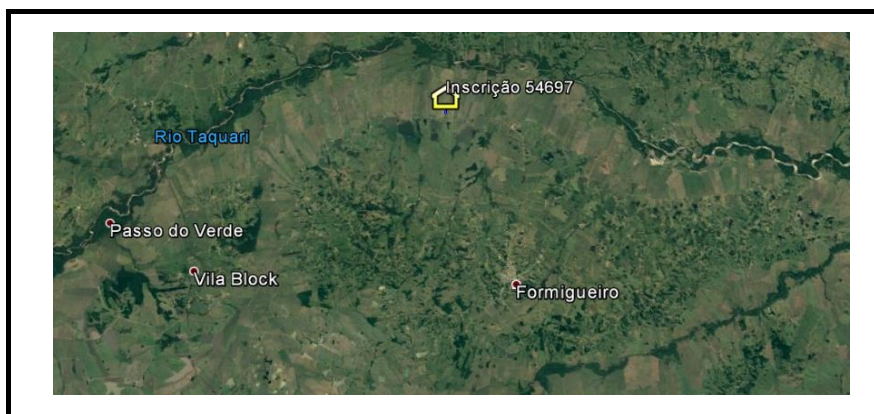 Inscrição 54697
Rio Taquari
Passo do Verde
Vila Block
Formigueiro